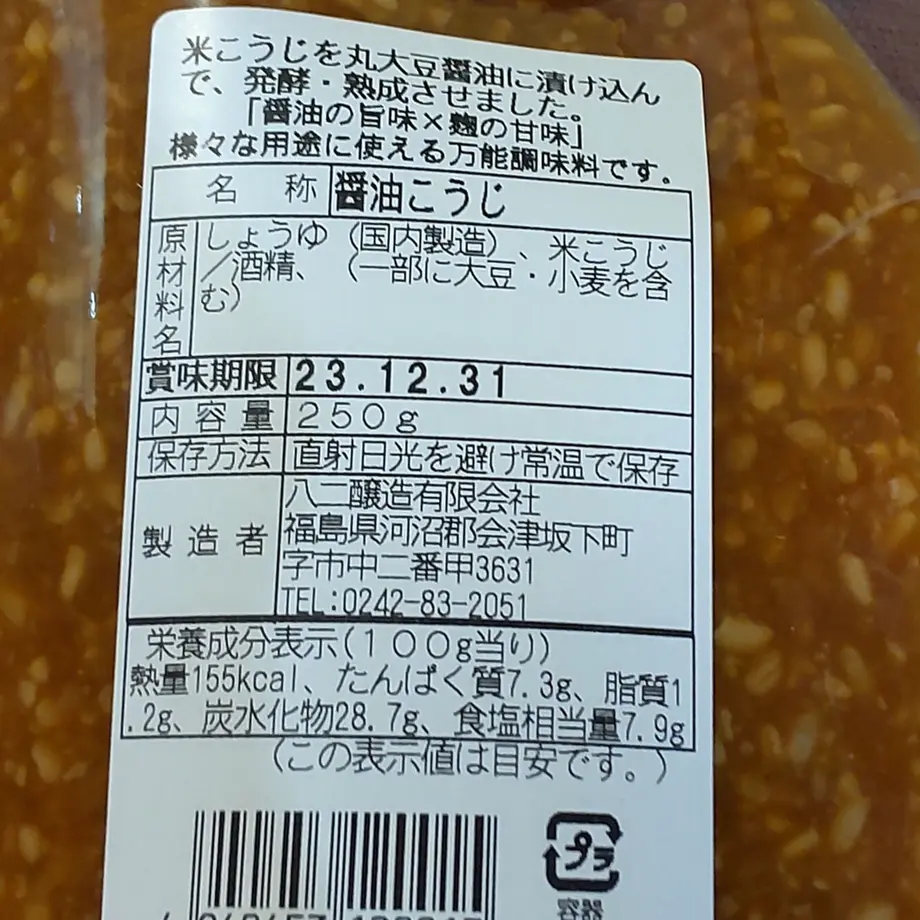 米こうじを丸大豆醤油に漬け込ん
で、発酵・熟成させました。
「醤油の旨味×麹の甘味」
様々な用途に使える万能調味料です。
名称 醤油こうじ
原材料名 しょうゆ（国内製造）、米こうじ
／酒精、（一部に大豆・小麦を含
む）
賞味期限 23.12.31
内容量 250g
保存方法 直射日光を避け常温で保存
製造者 八二醸造有限会社
福島県河沼郡会津坂下町
字市中二番甲3631
TEL:0242-83-2051
栄養成分表示(100g当り)
熱量155kcal、たんぱく質7.3g、脂質1
.2g、炭水化物28.7g、食塩相当量7.9g
(この表示値は目安です。)
プラ
容器